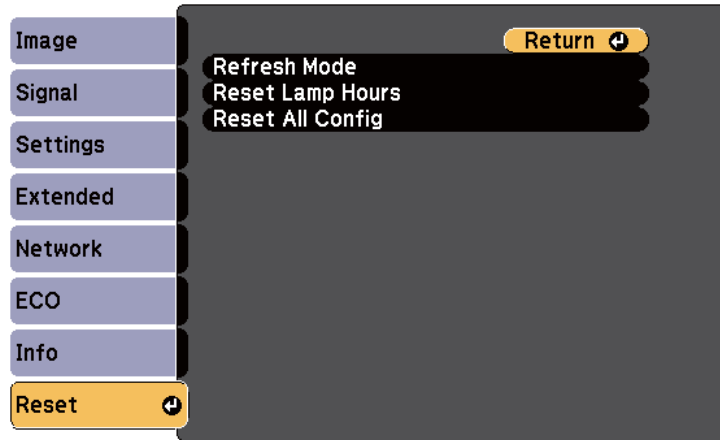 Image
Signal
Settings
Extended
Network
ECO
Info
Reset
Return
Refresh Mode
Reset Lamp Hours
Reset All Config